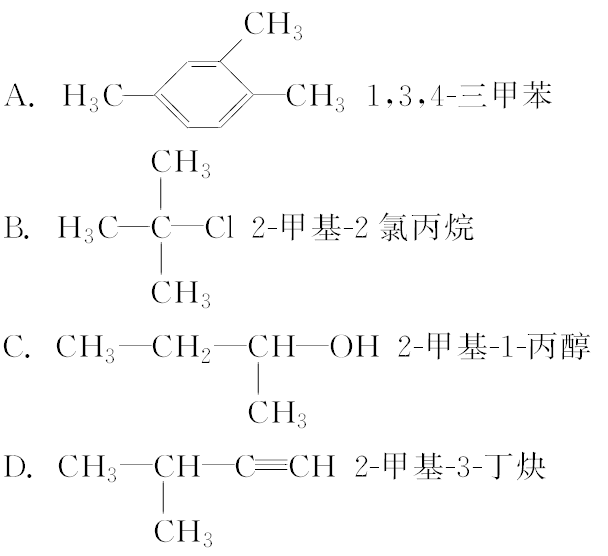 CH₃
A. H₃C CH₃ 1,3,4-三甲苯
CH₃
B. H₃C—C—Cl 2-甲基-2 氯丙烷
CH₃
C. CH₃—CH₂—CH—OH 2-甲基-1-丙醇
CH₃
D. CH₃—CH—C≡CH 2-甲基-3-丁炔
CH₃